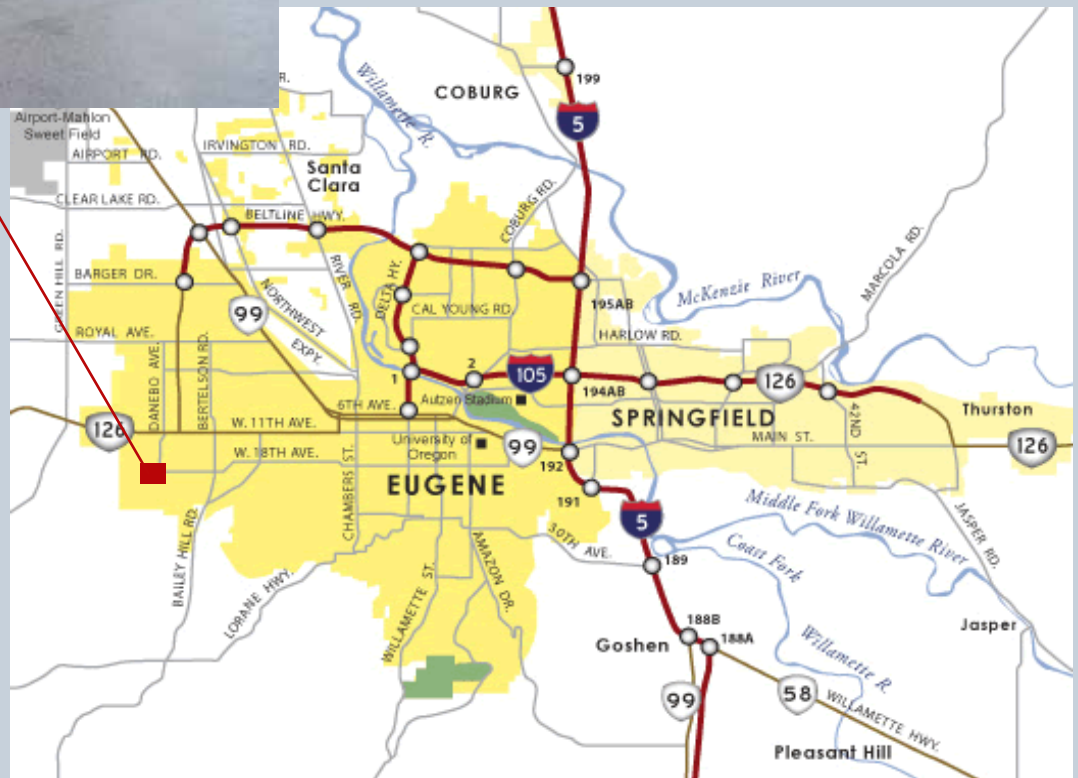 R.
COBURG
199
5
Willamette R.
Airport-Mahlon
Sweet Field
AIRPORT RD.
IRVINGTON RD.
Santa
Clara
CLEAR LAKE RD.
BELTLINE HWY.
COBURG RD.
MARCOLA RD.
GREEN HILL RD.
BARGER DR.
RIVER RD.
DELTA HY.
195AB
McKenzie River
99
NORTHWEST
EXPY.
CAL YOUNG RD.
ROYAL AVE.
HARLOW RD.
DANEBO AVE.
BERTELSON RD.
1
2
105
194AB
126
6TH AVE.
Autzen Stadium
SPRINGFIELD
42ND ST.
Thurston
126
W. 11TH AVE.
University of
Oregon
99
MAIN ST.
126
W. 18TH AVE.
192
CHAMBERS ST.
EUGENE
191
5
Middle Fork Willamette River
JASPER RD.
BAILEY HILL RD.
30TH AVE.
Coast Fork
Willamette R.
189
AMAZON DR.
LORANE HWY.
WILLAMETTE ST.
188B
188A
Goshen
Jasper
99
58
WILLAMETTE HWY.
Pleasant Hill